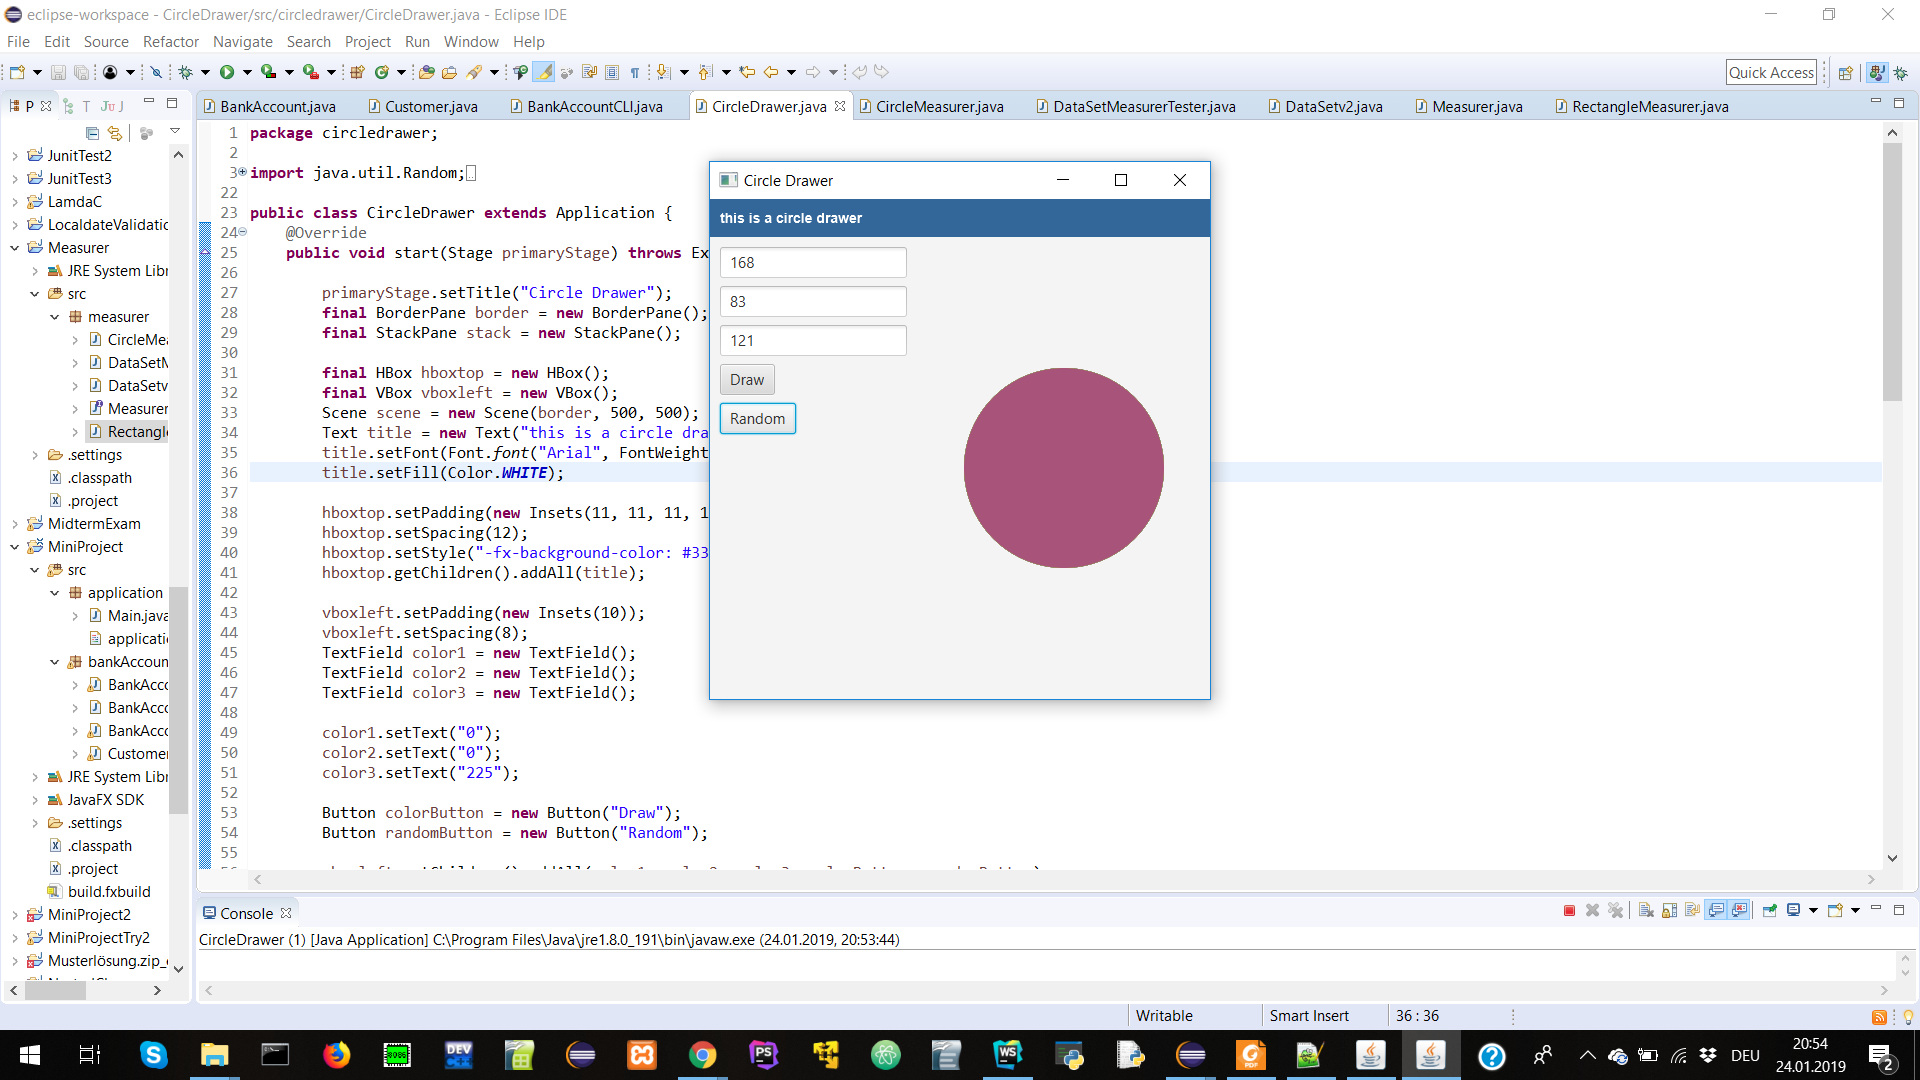 eclipse-workspace - CircleDrawer/src/circledrawer/CircleDrawer.java - Eclipse IDE
File Edit Source Refactor Navigate Search Project Run Window Help
Quick Access
P T Ju J
BankAccount.java Customer.java BankAccountCLI.java CircleDrawer.java CircleMeasurer.java DataSetMeasurerTester.java DataSetv2.java Measurer.java RectangleMeasurer.java
JunitTest2
JunitTest3
LamdaC
LocaldateValidatic
Measurer
JRE System Libr
src
measurer
CircleMea
DataSetM
DataSetv
Measurer
Rectangle
.settings
.classpath
.project
MidtermExam
MiniProject
src
application
Main.java
applicatio
bankAccoun
BankAcco
BankAcco
BankAcco
Customer
JRE System Libr
JavaFX SDK
.settings
.classpath
.project
build.fxbuild
MiniProject2
MiniProjectTry2
Musterlösung.zip_
1 package circledrawer;
2
3 import java.util.Random;
22
23 public class CircleDrawer extends Application {
24 @Override
25 public void start(Stage primaryStage) throws Ex
26
27 primaryStage.setTitle("Circle Drawer");
28 final BorderPane border = new BorderPane();
29 final StackPane stack = new StackPane();
30
31 final HBox hboxtop = new HBox();
32 final VBox vboxleft = new VBox();
33 Scene scene = new Scene(border, 500, 500);
34 Text title = new Text("this is a circle dra
35 title.setFont(Font.font("Arial", FontWeight
36 title.setFill(Color.WHITE);
37
38 hboxtop.setPadding(new Insets(11, 11, 11, 1
39 hboxtop.setSpacing(12);
40 hboxtop.setStyle("-fx-background-color: #33
41 hboxtop.getChildren().addAll(title);
42
43 vboxleft.setPadding(new Insets(10));
44 vboxleft.setSpacing(8);
45 TextField color1 = new TextField();
46 TextField color2 = new TextField();
47 TextField color3 = new TextField();
48
49 color1.setText("0");
50 color2.setText("0");
51 color3.setText("225");
52
53 Button colorButton = new Button("Draw");
54 Button randomButton = new Button("Random");
55
Circle Drawer
this is a circle drawer
168
83
121
Draw
Random
Console
CircleDrawer (1) [Java Application] C:\Program Files\Java\jre1.8.0_191\bin\javaw.exe (24.01.2019, 20:53:44)
Writable Smart Insert 36 : 36
DEU
20:54
24.01.2019
2